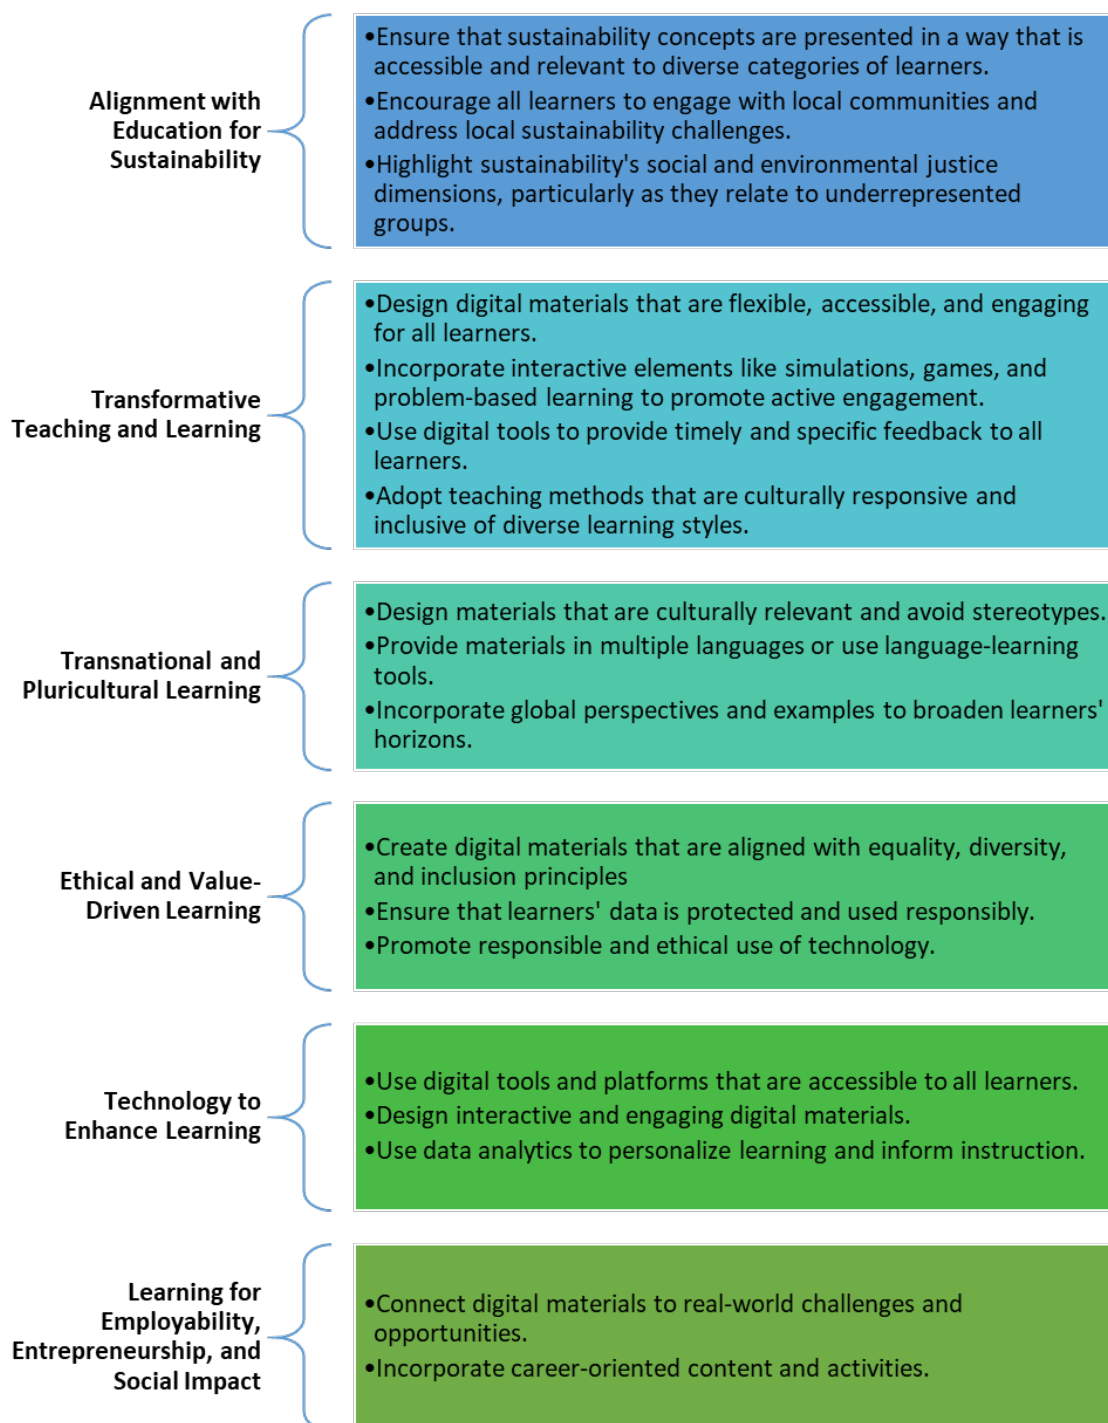 Alignment with
Education for
Sustainability
•Ensure that sustainability concepts are presented in a way that is
accessible and relevant to diverse categories of learners.
•Encourage all learners to engage with local communities and
address local sustainability challenges.
•Highlight sustainability's social and environmental justice
dimensions, particularly as they relate to underrepresented
groups.
Transformative
Teaching and Learning
•Design digital materials that are flexible, accessible, and engaging
for all learners.
•Incorporate interactive elements like simulations, games, and
problem-based learning to promote active engagement.
•Use digital tools to provide timely and specific feedback to all
learners.
•Adopt teaching methods that are culturally responsive and
inclusive of diverse learning styles.
Transnational and
Pluricultural Learning
•Design materials that are culturally relevant and avoid stereotypes.
•Provide materials in multiple languages or use language-learning
tools.
•Incorporate global perspectives and examples to broaden learners'
horizons.
Ethical and Value-
Driven Learning
•Create digital materials that are aligned with equality, diversity,
and inclusion principles
•Ensure that learners' data is protected and used responsibly.
•Promote responsible and ethical use of technology.
Technology to
Enhance Learning
•Use digital tools and platforms that are accessible to all learners.
•Design interactive and engaging digital materials.
•Use data analytics to personalize learning and inform instruction.
Learning for
Employability,
Entrepreneurship, and
Social Impact
•Connect digital materials to real-world challenges and
opportunities.
•Incorporate career-oriented content and activities.